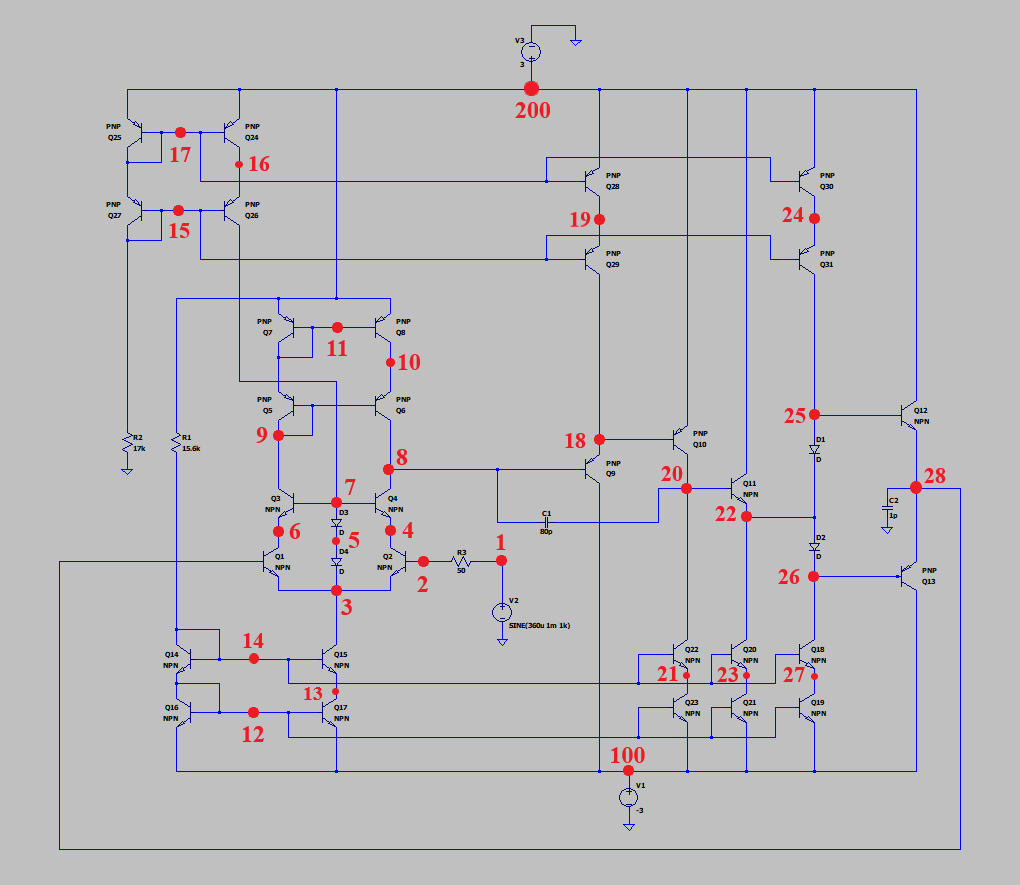 V3
3
200
PNP
Q25
17
PNP
Q24
16
PNP
Q28
PNP
Q30
PNP
Q27
15
PNP
Q26
19
24
PNP
Q29
PNP
Q31
PNP
Q7
11
PNP
Q8
10
PNP
Q5
PNP
Q6
9
25
Q12
NPN
R2
17k
R1
15.6k
18
PNP
Q10
D1
D
8
PNP
Q9
20
28
7
Q3
NPN
Q4
NPN
Q11
NPN
C2
1p
22
D3
D
C1
80p
6
4
5
1
D2
D
Q1
NPN
D4
D
Q2
NPN
R3
50
26
PNP
Q13
2
3
V2
SINE(360u 1m 1k)
14
Q14
NPN
Q15
NPN
Q22
NPN
Q20
NPN
Q18
NPN
21
23
27
13
Q16
NPN
12
Q17
NPN
Q23
NPN
Q21
NPN
Q19
NPN
100
V1
-3